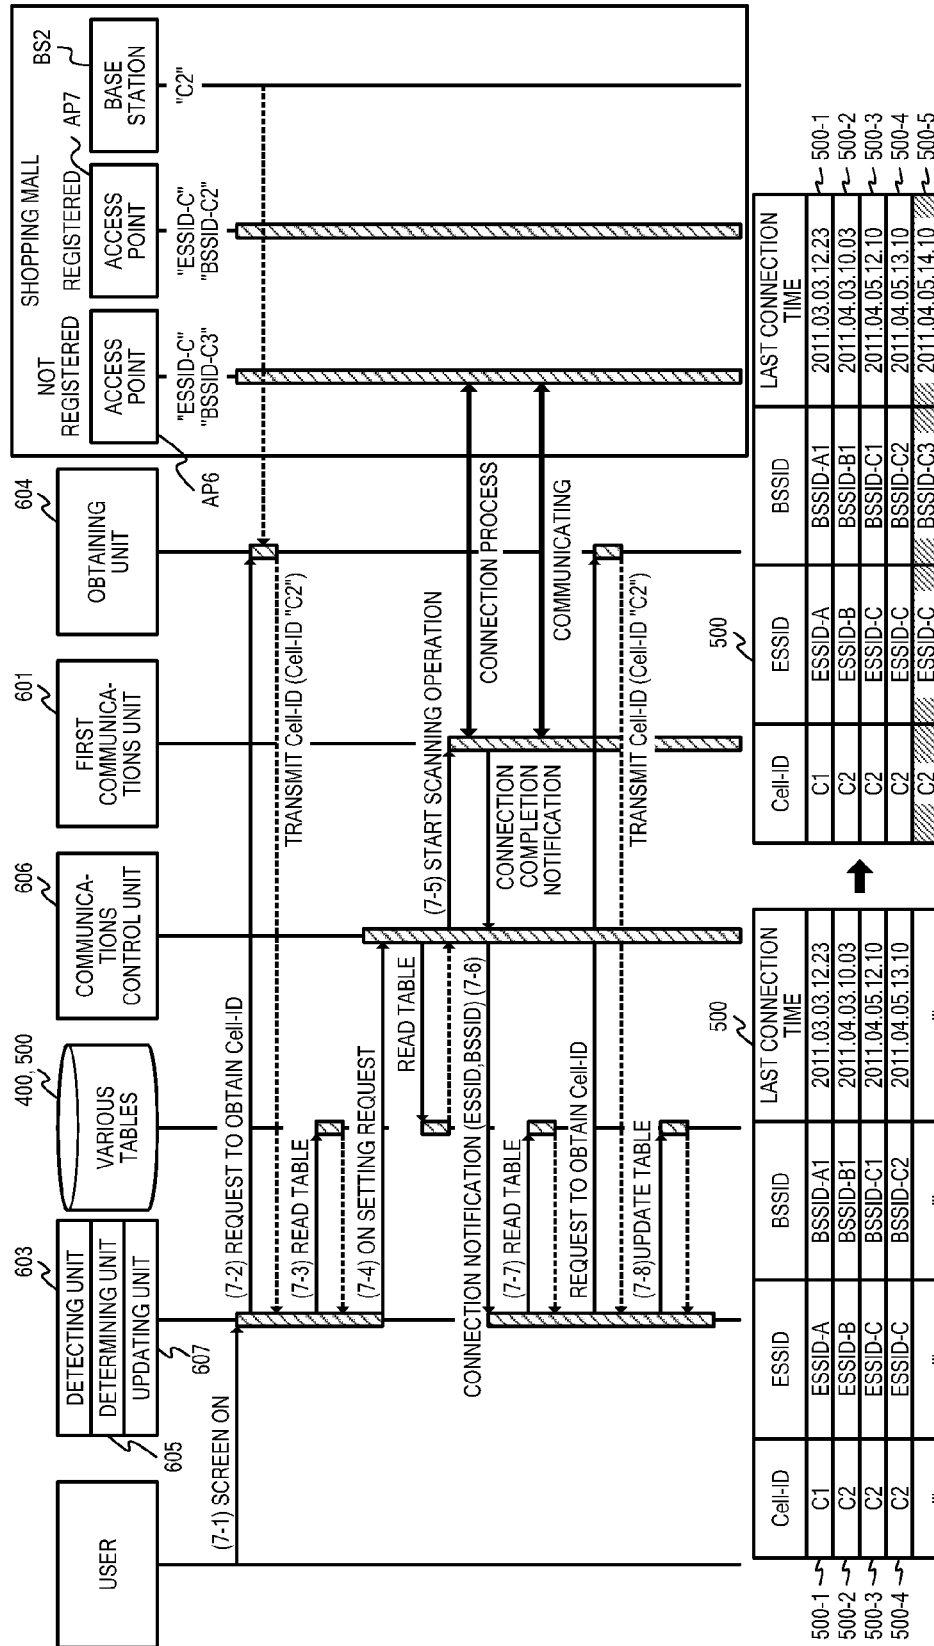 SHOPPING MALL
BS2
AP7
NOT
REGISTERED
REGISTERED
400, 500
603
606
601
604
USER
DETECTING UNIT
DETERMINING UNIT
UPDATING UNIT
605
607
VARIOUS
TABLES
COMMUNICA-
TIONS
CONTROL UNIT
FIRST
COMMUNICA-
TIONS UNIT
OBTAINING
UNIT
ACCESS
POINT
ACCESS
POINT
BASE
STATION
AP6
"ESSID-C"
"BSSID-C3"
"ESSID-C"
"BSSID-C2"
"C2"
(7-1) SCREEN ON
(7-2) REQUEST TO OBTAIN Cell-ID
TRANSMIT Cell-ID (Cell-ID "C2")
(7-3) READ TABLE
(7-4) ON SETTING REQUEST
READ TABLE
(7-5) START SCANNING OPERATION
CONNECTION PROCESS
CONNECTION
COMPLETION
NOTIFICATION
CONNECTION NOTIFICATION (ESSID,BSSID) (7-6)
COMMUNICATING
(7-7) READ TABLE
REQUEST TO OBTAIN Cell-ID
TRANSMIT Cell-ID (Cell-ID "C2")
(7-8)UPDATE TABLE
500
Cell-ID ESSID BSSID LAST CONNECTION TIME
500-1 C1 ESSID-A BSSID-A1 2011.03.03.12.23
500-2 C2 ESSID-B BSSID-B1 2011.04.03.10.03
500-3 C2 ESSID-C BSSID-C1 2011.04.05.12.10
500-4 C2 ESSID-C BSSID-C2 2011.04.05.13.10
500
Cell-ID ESSID BSSID LAST CONNECTION TIME
C1 ESSID-A BSSID-A1 2011.03.03.12.23 500-1
C2 ESSID-B BSSID-B1 2011.04.03.10.03 500-2
C2 ESSID-C BSSID-C1 2011.04.05.12.10 500-3
C2 ESSID-C BSSID-C2 2011.04.05.13.10 500-4
C2 ESSID-C BSSID-C3 2011.04.05.14.10 500-5